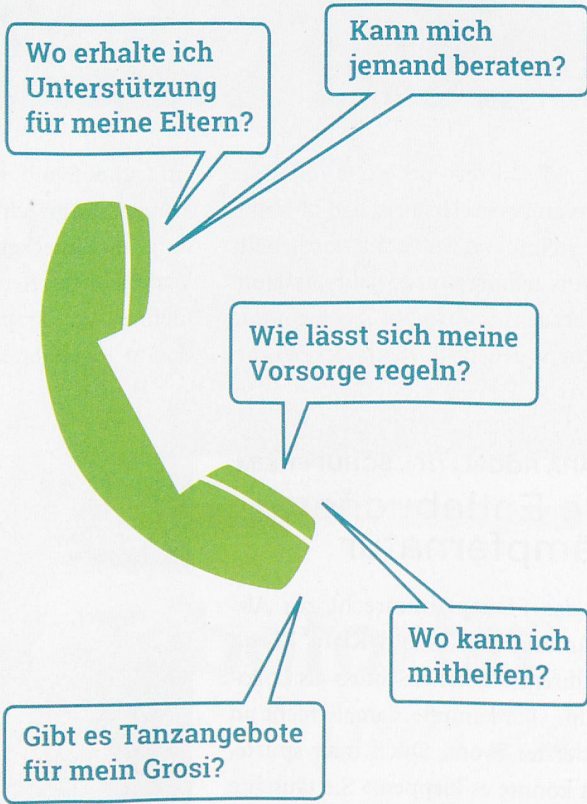 Wo erhalte ich
Unterstützung
für meine Eltern?
Kann mich
jemand beraten?
Wie lässt sich meine
Vorsorge regeln?
Wo kann ich
mithelfen?
Gibt es Tanzangebote
für mein Grosi?